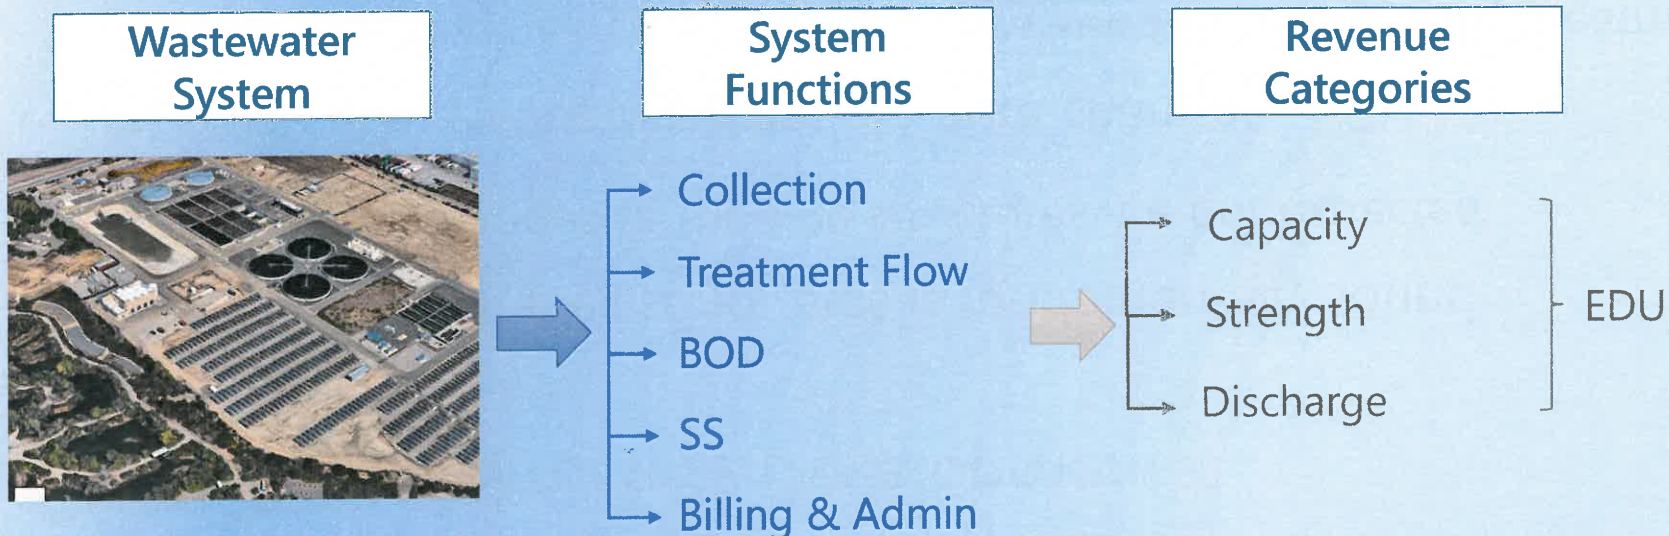 Wastewater
System
System
Functions
Revenue
Categories
Collection
Treatment Flow
BOD
SS
Billing & Admin
Capacity
Strength
Discharge
EDU